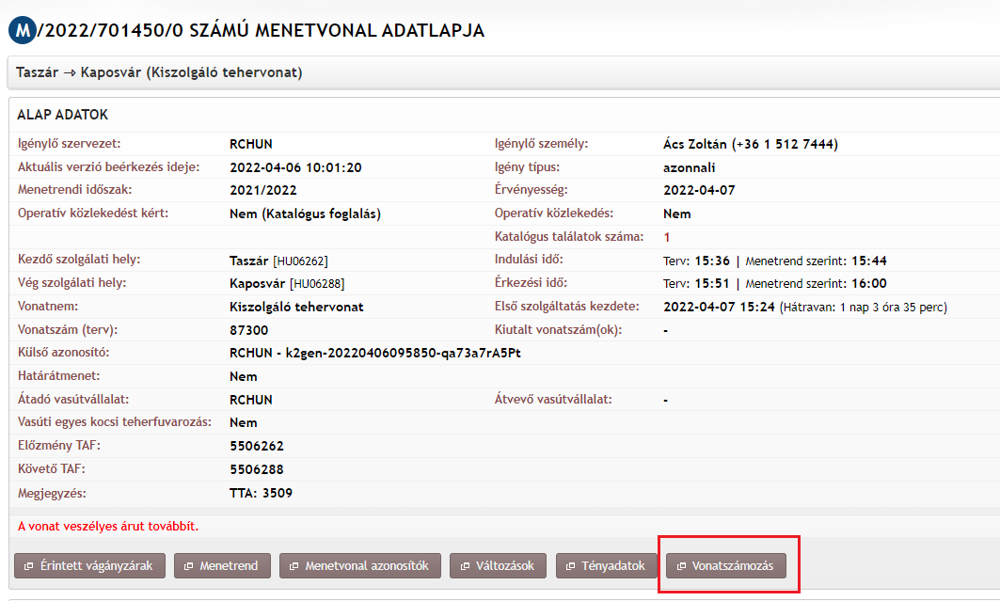 M/2022/701450/0 SZÁMÚ MENETVONAL ADATLAPJA
Taszár → Kaposvár (Kiszolgáló tehervonat)
ALAP ADATOK
Igénylő szervezet: RCHUN Igénylő személy: Ács Zoltán (+36 1 512 7444)
Aktuális verzió beérkezés ideje: 2022-04-06 10:01:20 Igény típus: azonnali
Menetrendi időszak: 2021/2022 Érvényesség: 2022-04-07
Operatív közlekedést kért: Nem (Katalógus foglalás) Operatív közlekedés: Nem
Katalógus találatok száma: 1
Kezdő szolgálati hely: Taszár [HU06262] Indulási idő: Terv: 15:36 | Menetrend szerint: 15:44
Vég szolgálati hely: Kaposvár [HU06288] Érkezési idő: Terv: 15:51 | Menetrend szerint: 16:00
Vonatnem: Kiszolgáló tehervonat Első szolgáltatás kezdete: 2022-04-07 15:24 (Hátravan: 1 nap 3 óra 35 perc)
Vonatszám (terv): 87300 Kiutalt vonatszám(ok): -
Külső azonosító: RCHUN - k2gen-20220406095850-qa73a7rA5Pt
Határátmenet: Nem
Átadó vasútvállalat: RCHUN Átvevő vasútvállalat: -
Vasúti egyes kocsi teherfuvarozás: Nem
Előzmény TAF: 5506262
Követő TAF: 5506288
Megjegyzés: TTA: 3509
A vonat veszélyes árut továbbít.
Érintett vágányzárak Menetrend Menetvonal azonosítók Változások Tényadatok Vonatszámozás